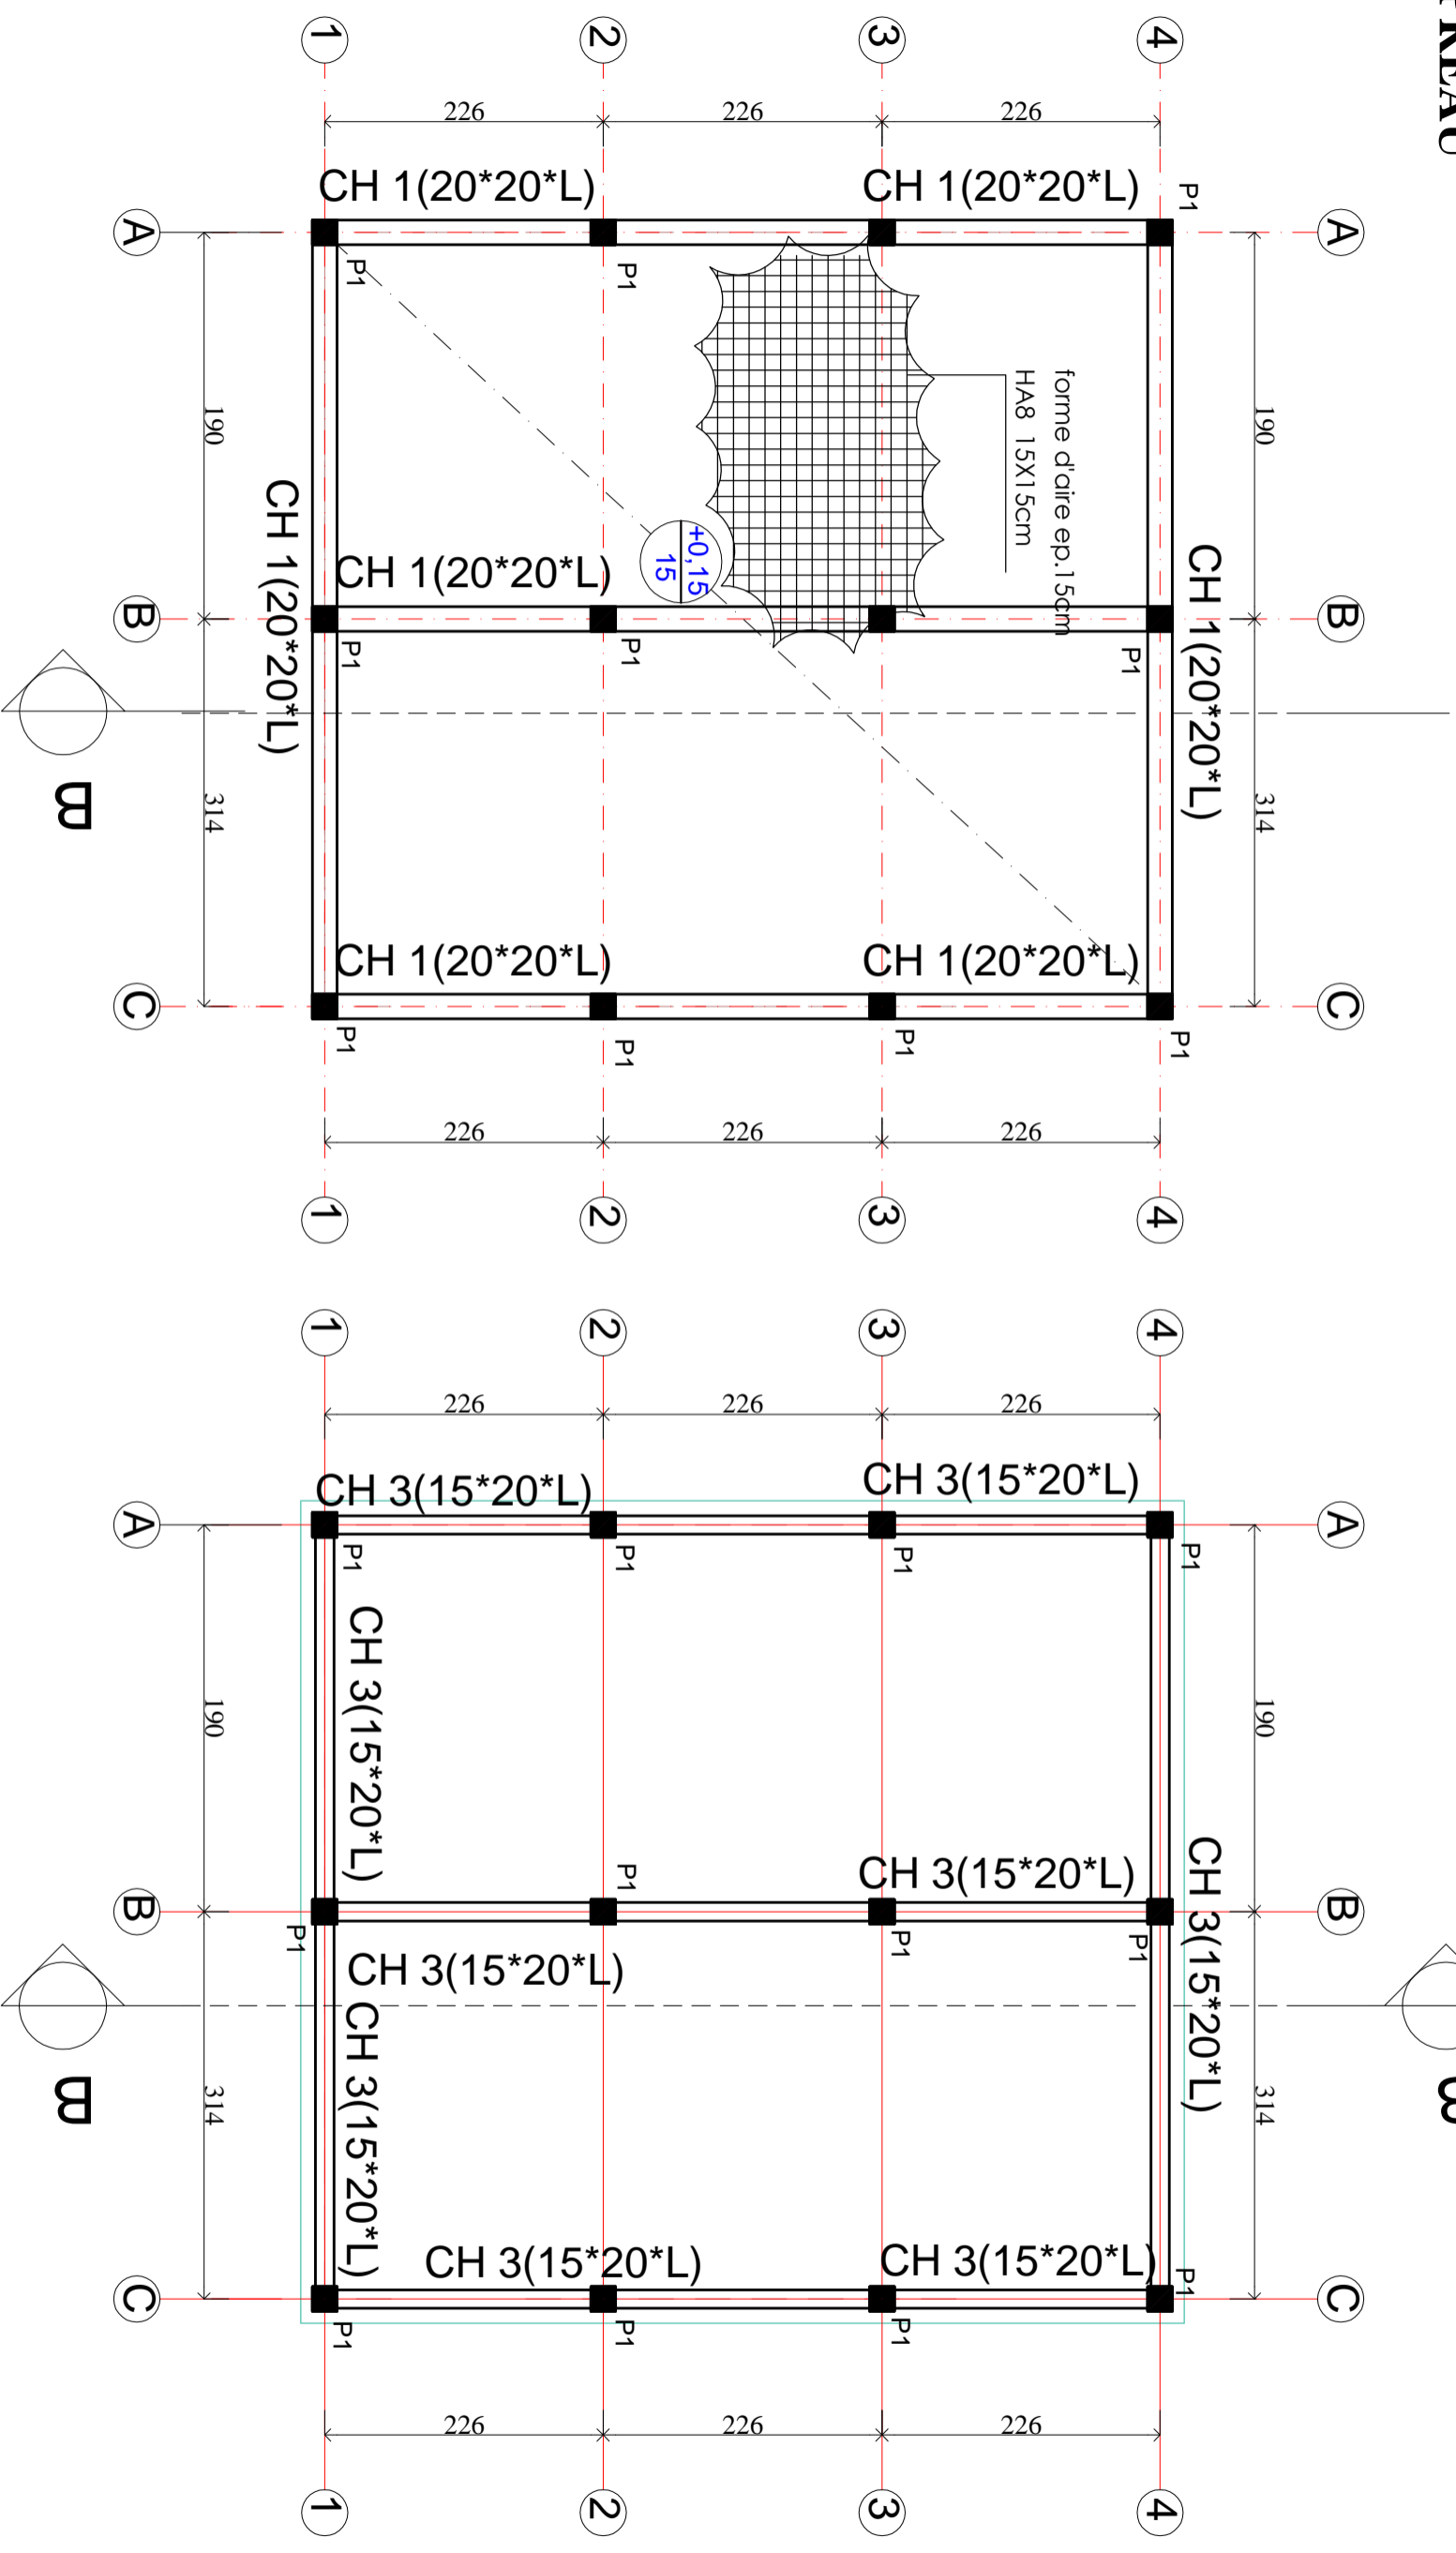 PREAU
1
2
3
4
226
226
226
CH 1(20*20*L)
CH 1(20*20*L)
P1
A
A
P1
P1
190
190
forme d'aire ep.15cm
HA8 15X15cm
CH 1(20*20*L)
+0,15
15
CH 1(20*20*L)
CH 1(20*20*L)
B
B
P1
P1
P1
B
314
314
CH 1(20*20*L)
CH 1(20*20*L)
C
C
P1
P1
P1
P1
226
226
226
1
2
3
4
1
2
3
4
226
226
226
CH 3(15*20*L)
CH 3(15*20*L)
A
A
P1
P1
P1
P1
CH 3(15*20*L)
190
190
P1
CH 3(15*20*L)
CH 3(15*20*L)
B
B
P1
P1
P1
CH 3(15*20*L)
CH 3(15*20*L)
B
B
314
314
CH 3(15*20*L)
CH 3(15*20*L)
P1
C
C
P1
P1
P1
226
226
226
1
2
3
4